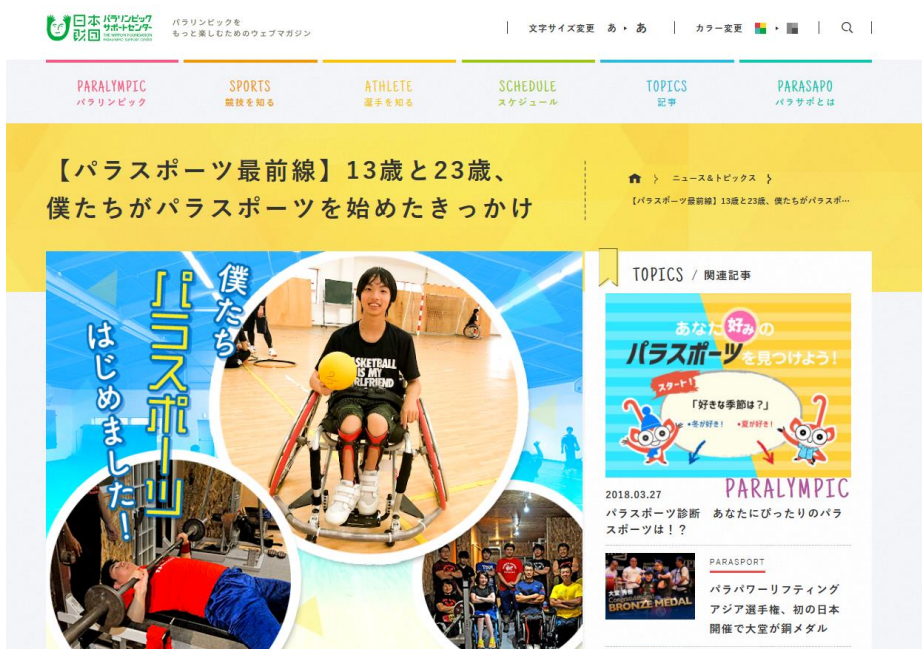 日本
財団
パラリンピック
サポートセンター
パラリンピックを
もっと楽しむためのウェブマガジン
文字サイズ変更 あ ▸ あ
カラー変更
PARALYMPIC
パラリンピック
SPORTS
競技を知る
ATHLETE
選手を知る
SCHEDULE
スケジュール
TOPICS
記事
PARASAPO
パラサポとは
【パラスポーツ最前線】13歳と23歳、
僕たちがパラスポーツを始めたきっかけ
ニュース&トピックス
【パラスポーツ最前線】13歳と23歳、僕たちがパラスポ…
僕たち
「パラスポーツ」
はじめました!
BASKETBALL
IS MY
GIRLFRIEND
TOPICS / 関連記事
あなた好みの
パラスポーツを見つけよう!
スタート!
「好きな季節は?」
•冬が好き! •夏が好き!
PARALYMPIC
2018.03.27
パラスポーツ診断 あなたにぴったりのパラ
スポーツは!?
BRONZE MEDAL
PARASPORT
パラパワーリフティング
アジア選手権、初の日本
開催で大堂が銅メダル